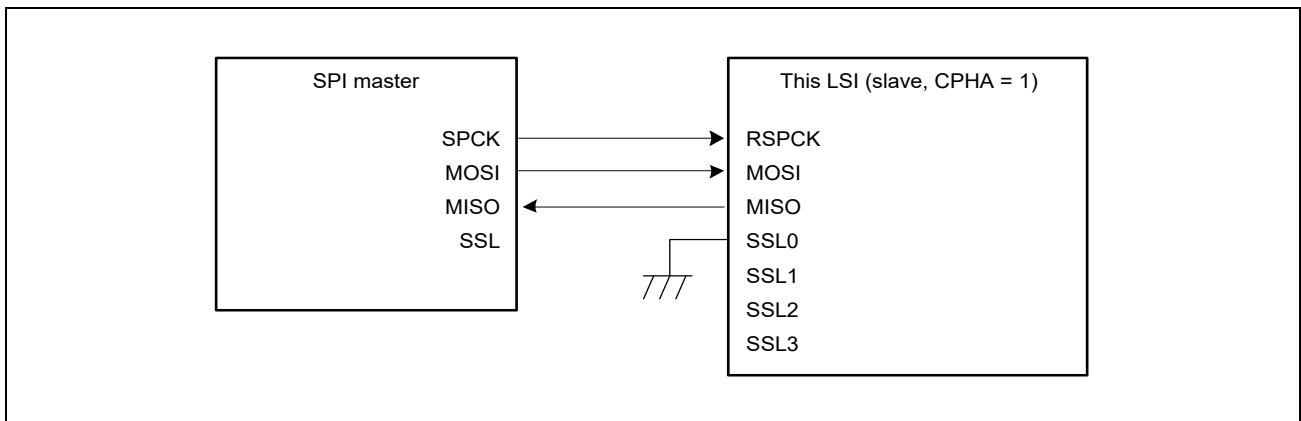 SPI master
SPCK
MOSI
MISO
SSL
This LSI (slave, CPHA = 1)
RSPCK
MOSI
MISO
SSL0
SSL1
SSL2
SSL3